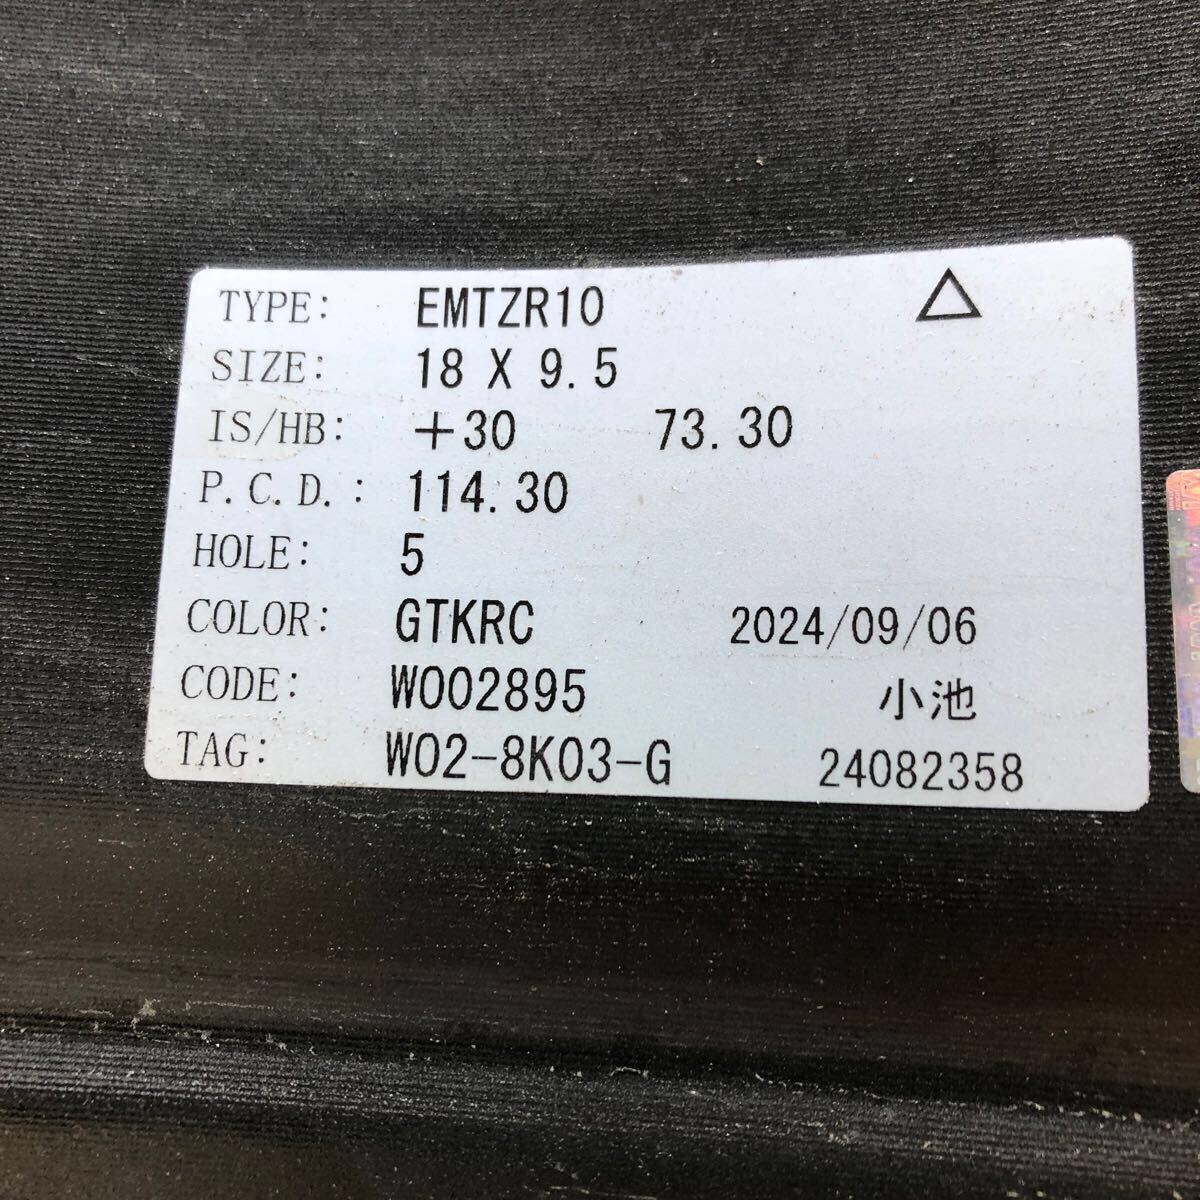 TYPE: EMTZR10 △
SIZE: 18 X 9.5
IS/HB: +30 73.30
P.C.D.: 114.30
HOLE: 5
COLOR: GTKRC 2024/09/06
CODE: W002895 小池
TAG: W02-8K03-G 24082358